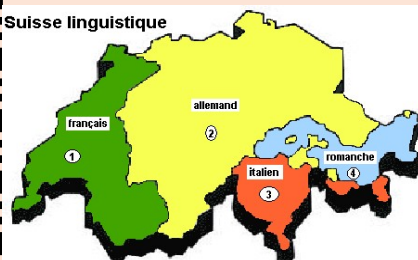 Suisse linguistique
allemand
2
français
1
romanche
4
italien
3